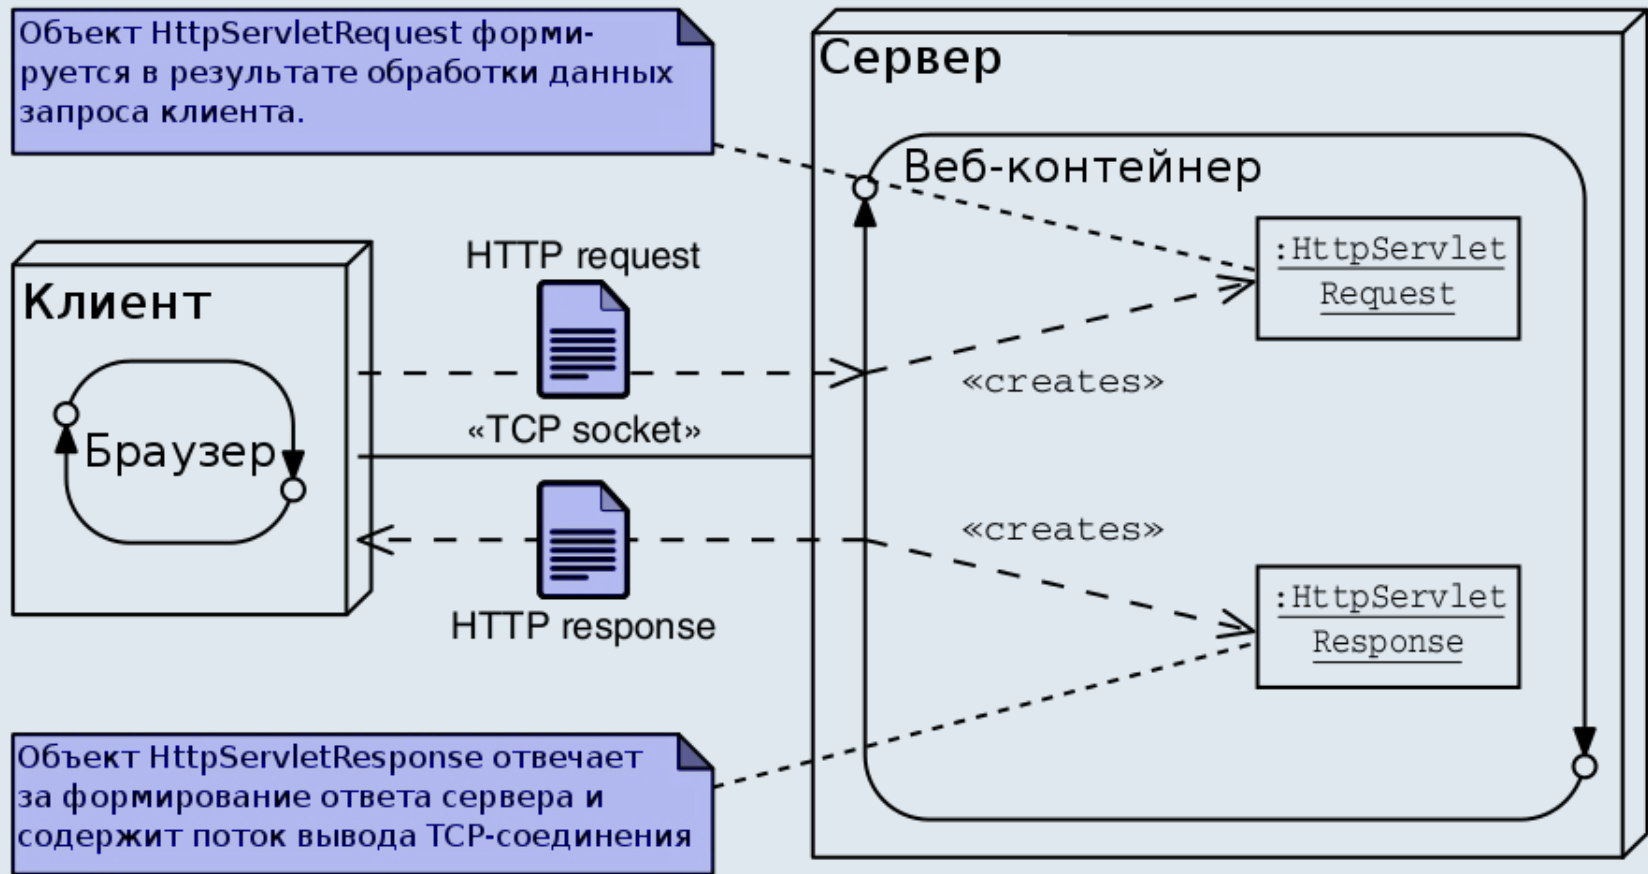 Объект HttpServletRequest форми-
руется в результате обработки данных
запроса клиента.
Сервер
Веб-контейнер
:HttpServlet
Request
HTTP request
Клиент
«creates»
«TCP socket»
Браузер
«creates»
:HttpServlet
Response
HTTP response
Объект HttpServletResponse отвечает
за формирование ответа сервера и
содержит поток вывода TCP-соединения